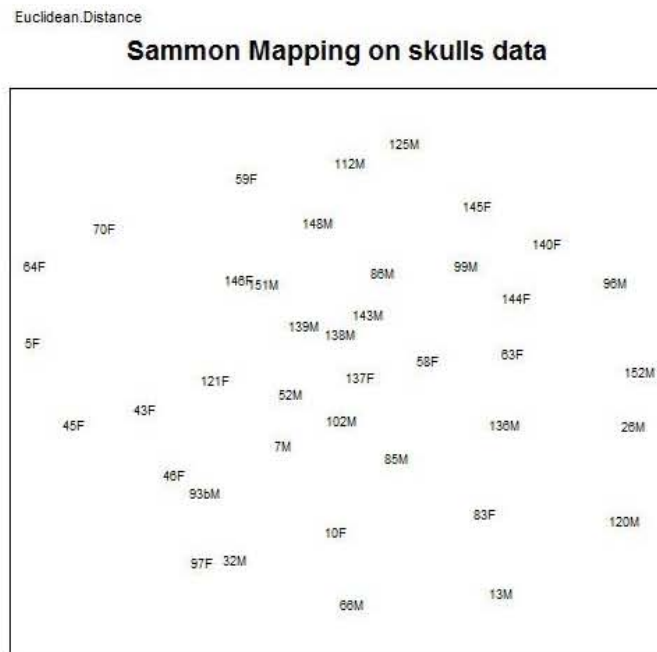 Euclidean.Distance
Sammon Mapping on skulls data
125M
112M
59F
145F
148M
70F
140F
64F
99M
86M
146F 151M
96M
144F
143M
139M
138M
5F
63F
58F
152M
137F
121F
52M
43F
102M
45F
136M
26M
7M
85M
46F
93bM
83F
120M
10F
97F 32M
13M
66M